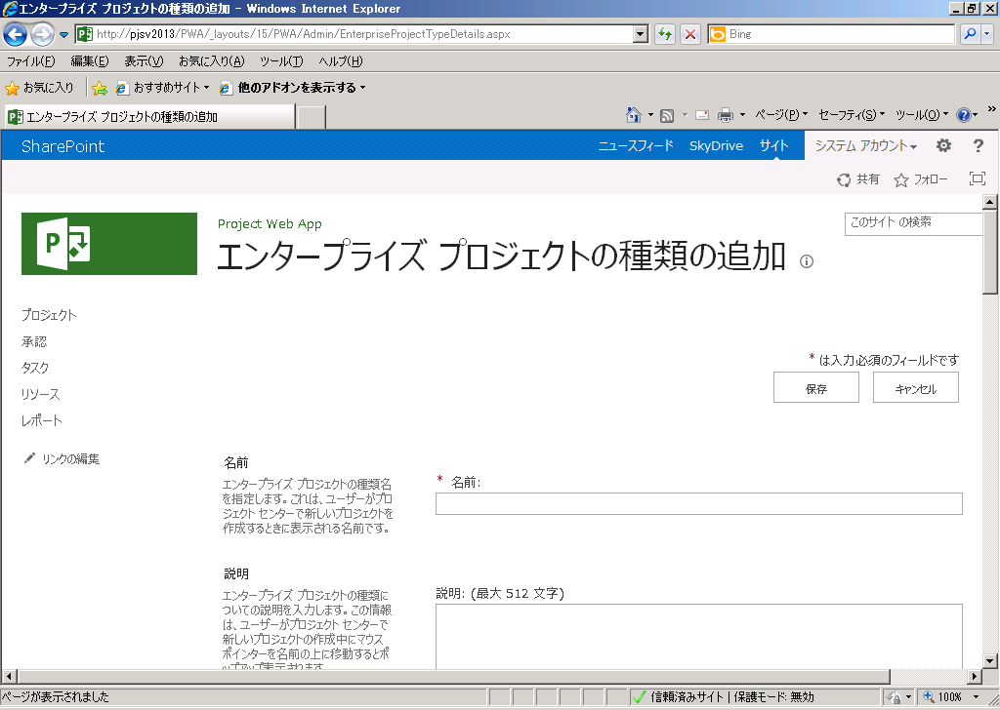 エンタープライズ プロジェクトの種類の追加 - Windows Internet Explorer
http://pjsv2013/PWA/_layouts/15/PWA/Admin/EnterpriseProjectTypeDetails.aspx
Bing
ファイル(F) 編集(E) 表示(V) お気に入り(A) ツール(T) ヘルプ(H)
お気に入り おすすめサイト 他のアドオンを表示する
エンタープライズ プロジェクトの種類の追加
ページ(P) セーフティ(S) ツール(O) »
SharePoint
ニュースフィード SkyDrive サイト システム アカウント ?
共有 フォロー
Project Web App
エンタープライズ プロジェクトの種類の追加
このサイト の検索
プロジェクト
承認
タスク
リソース
レポート
リンクの編集
* は入力必須のフィールドです
保存 キャンセル
名前
エンタープライズ プロジェクトの種類名
を指定します。これは、ユーザーがプロ
ジェクト センターで新しいプロジェクトを
作成するときに表示される名前です。
* 名前:
説明
エンタープライズ プロジェクトの種類に
ついての説明を入力します。この情報
は、ユーザーがプロジェクト センターで
新しいプロジェクトの作成中にマウス
ポインターを名前の上に移動するとポ
ップアップ表示されます。
説明: (最大 512 文字)
ページが表示されました
信頼済みサイト | 保護モード: 無効
100%